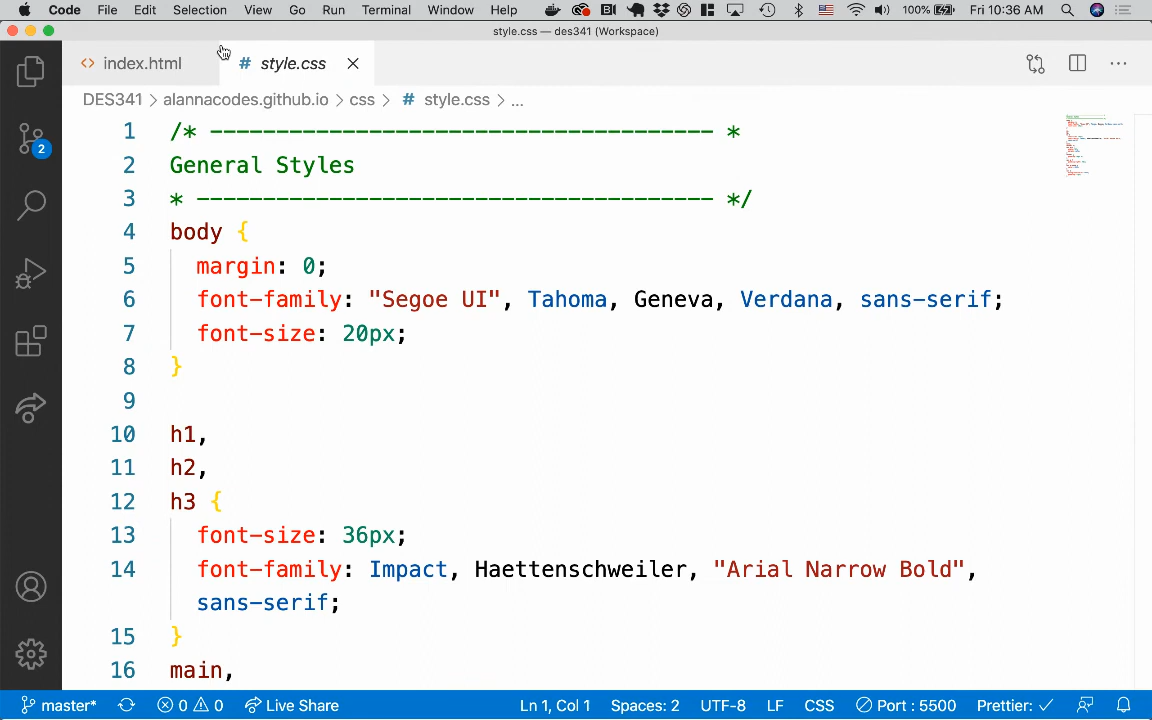 Code File Edit Selection View Go Run Terminal Window Help 100% Fri 10:36 AM
style.css — des341 (Workspace)
<> index.html # style.css ×
DES341 > alannacodes.github.io > css > # style.css > ...
1 /* -------------------------------------- *
2 General Styles
3 * --------------------------------------- */
4 body {
5 margin: 0;
6 font-family: "Segoe UI", Tahoma, Geneva, Verdana, sans-serif;
7 font-size: 20px;
8 }
9
10 h1,
11 h2,
12 h3 {
13 font-size: 36px;
14 font-family: Impact, Haettenschweiler, "Arial Narrow Bold",
sans-serif;
15 }
16 main,
2
master* 0 0 Live Share Ln 1, Col 1 Spaces: 2 UTF-8 LF CSS Port : 5500 Prettier: ✓